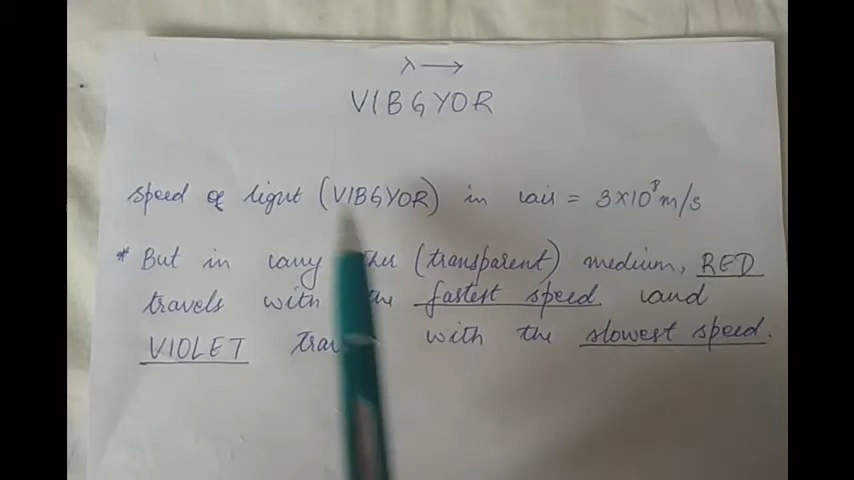 λ →
VIBGYOR
speed of light (VIBGYOR) in air = 3×10⁸ m/s
* But in any (transparent) medium, RED
travels with the fastest speed and
VIOLET with the slowest speed.